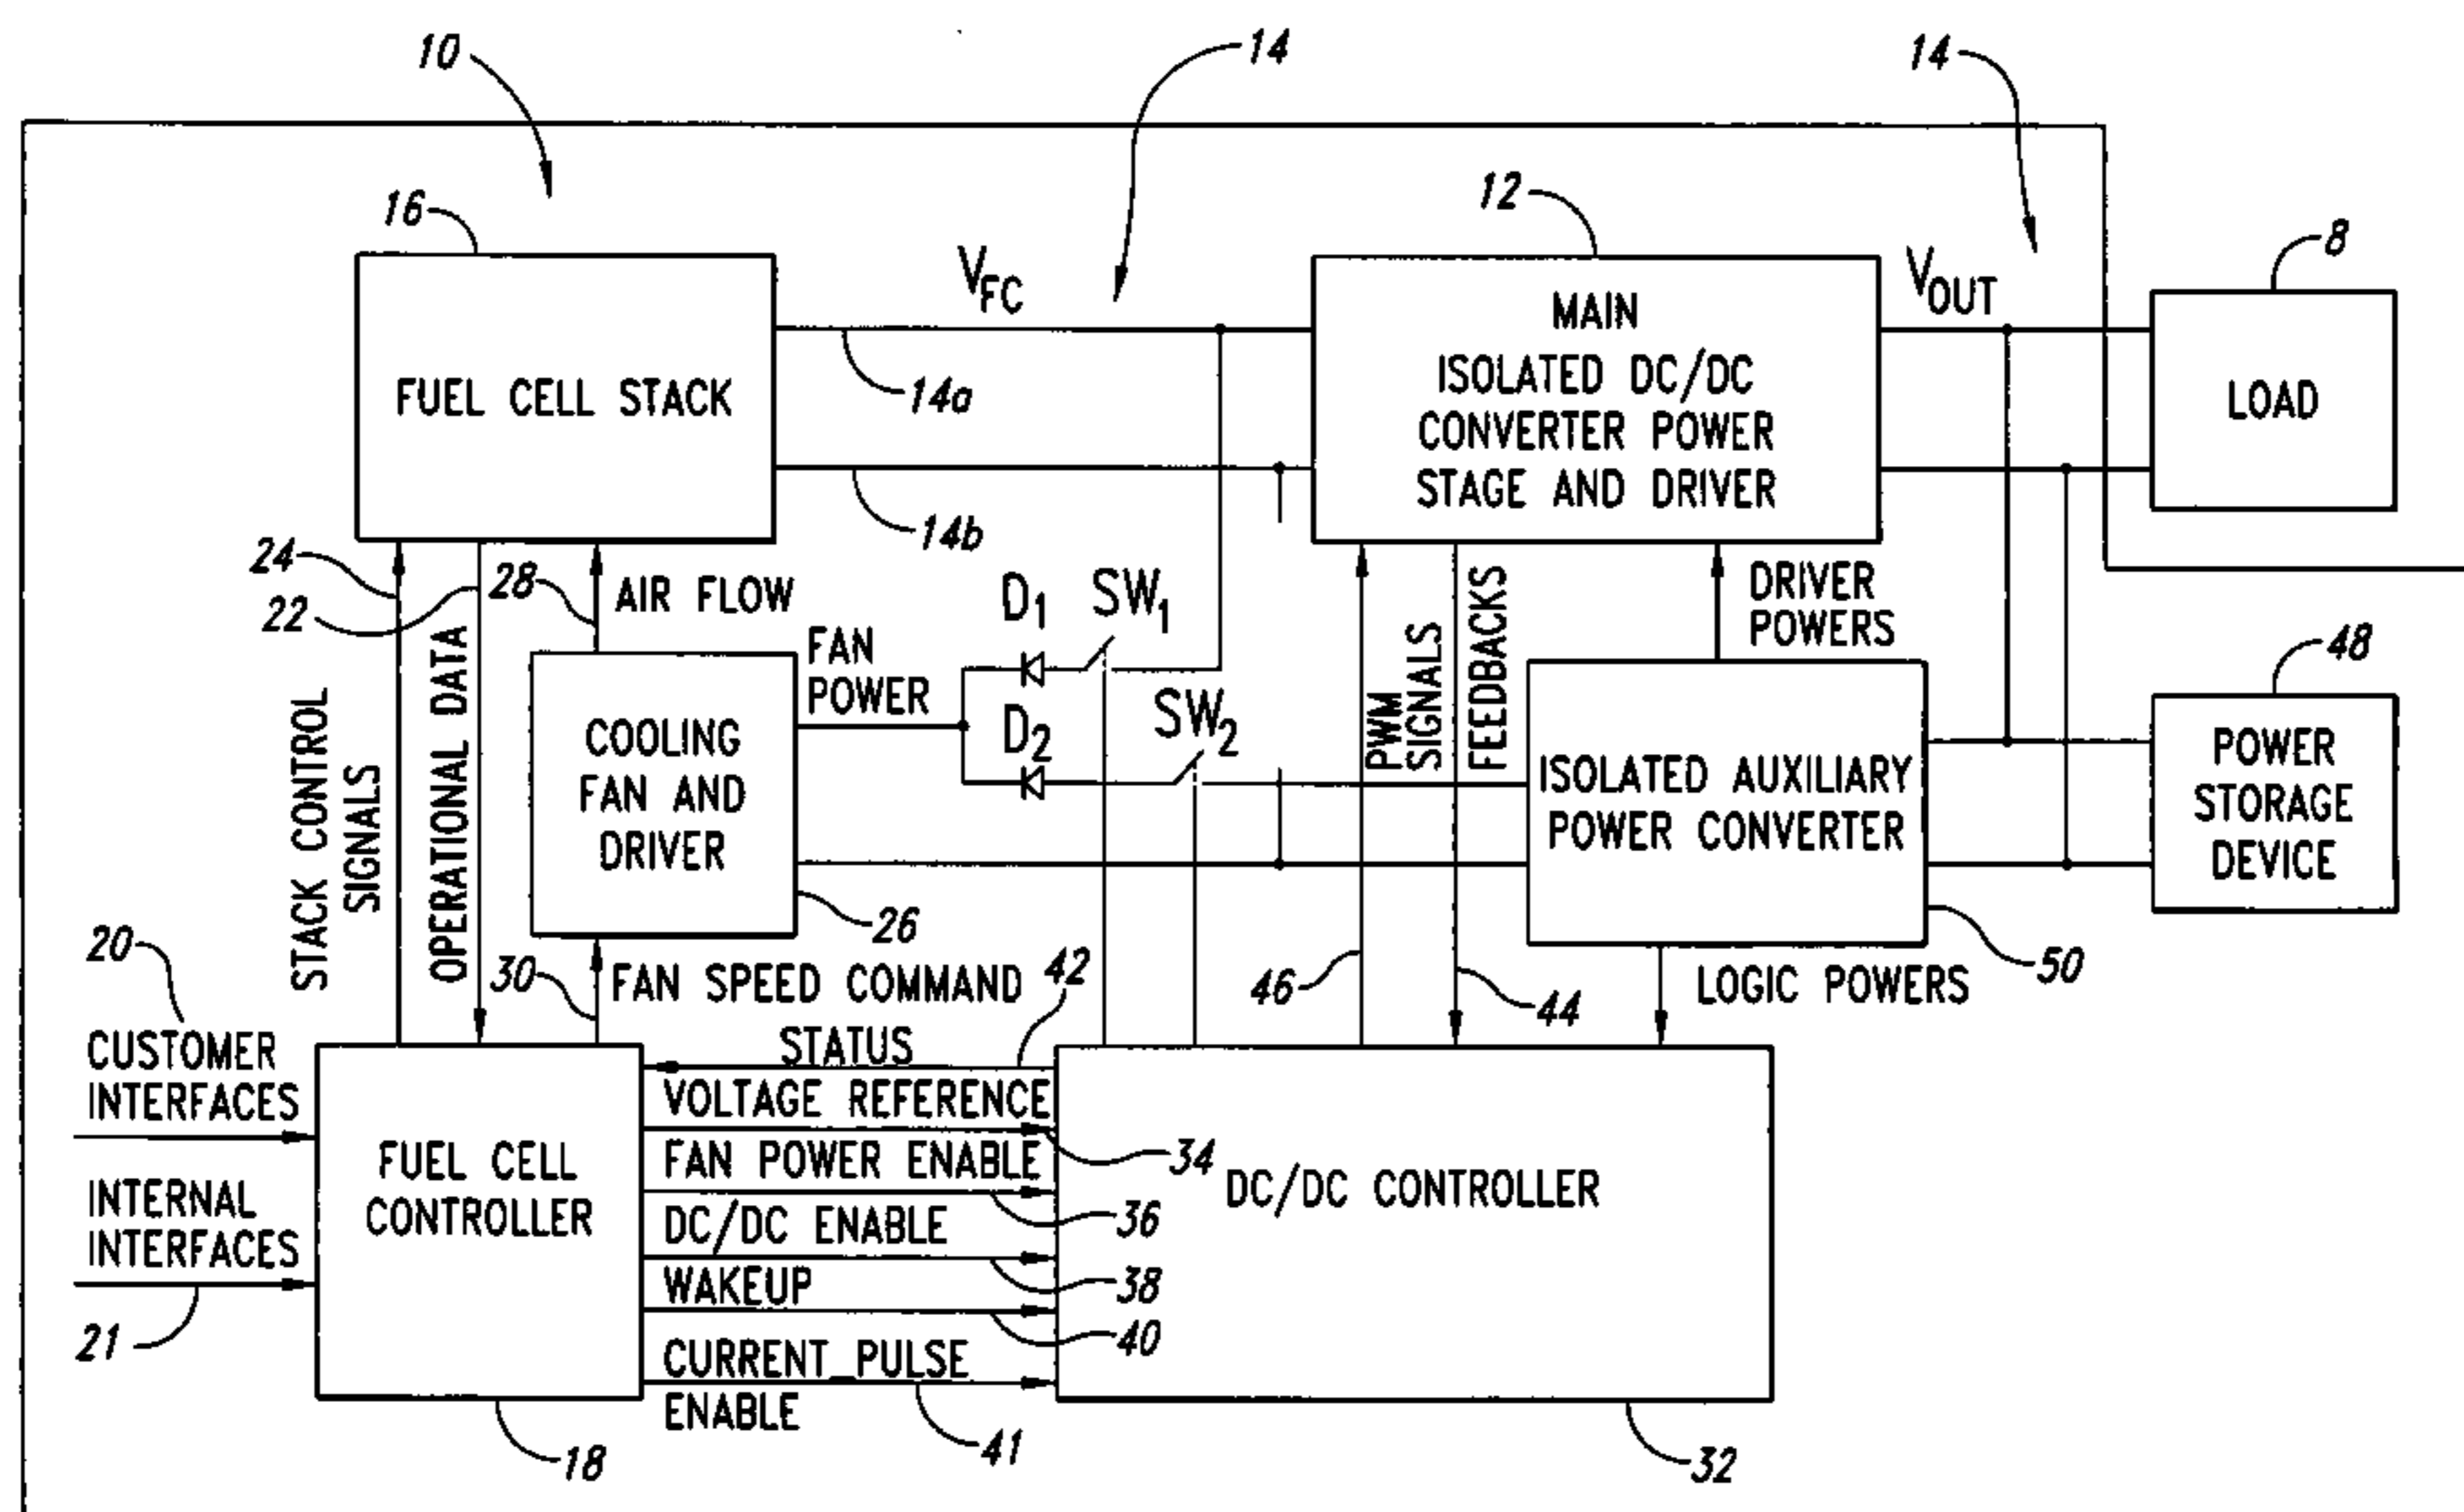 10
14
14
16
12
8
VFC
VOUT
FUEL CELL STACK
14a
14b
MAIN
ISOLATED DC/DC
CONVERTER POWER
STAGE AND DRIVER
LOAD
24
22
28
AIR FLOW
D1
SW1
FAN
POWER
D2
SW2
STACK CONTROL
SIGNALS
OPERATIONAL DATA
COOLING
FAN AND
DRIVER
26
PWM
SIGNALS
FEEDBACKS
DRIVER
POWERS
48
ISOLATED AUXILIARY
POWER CONVERTER
POWER
STORAGE
DEVICE
50
20
30
FAN SPEED COMMAND
42
46
44
LOGIC POWERS
CUSTOMER
INTERFACES
INTERNAL
INTERFACES
21
FUEL CELL
CONTROLLER
18
STATUS
VOLTAGE REFERENCE
34
FAN POWER ENABLE
36
DC/DC ENABLE
38
WAKEUP
40
CURRENT_PULSE
ENABLE
41
DC/DC CONTROLLER
32